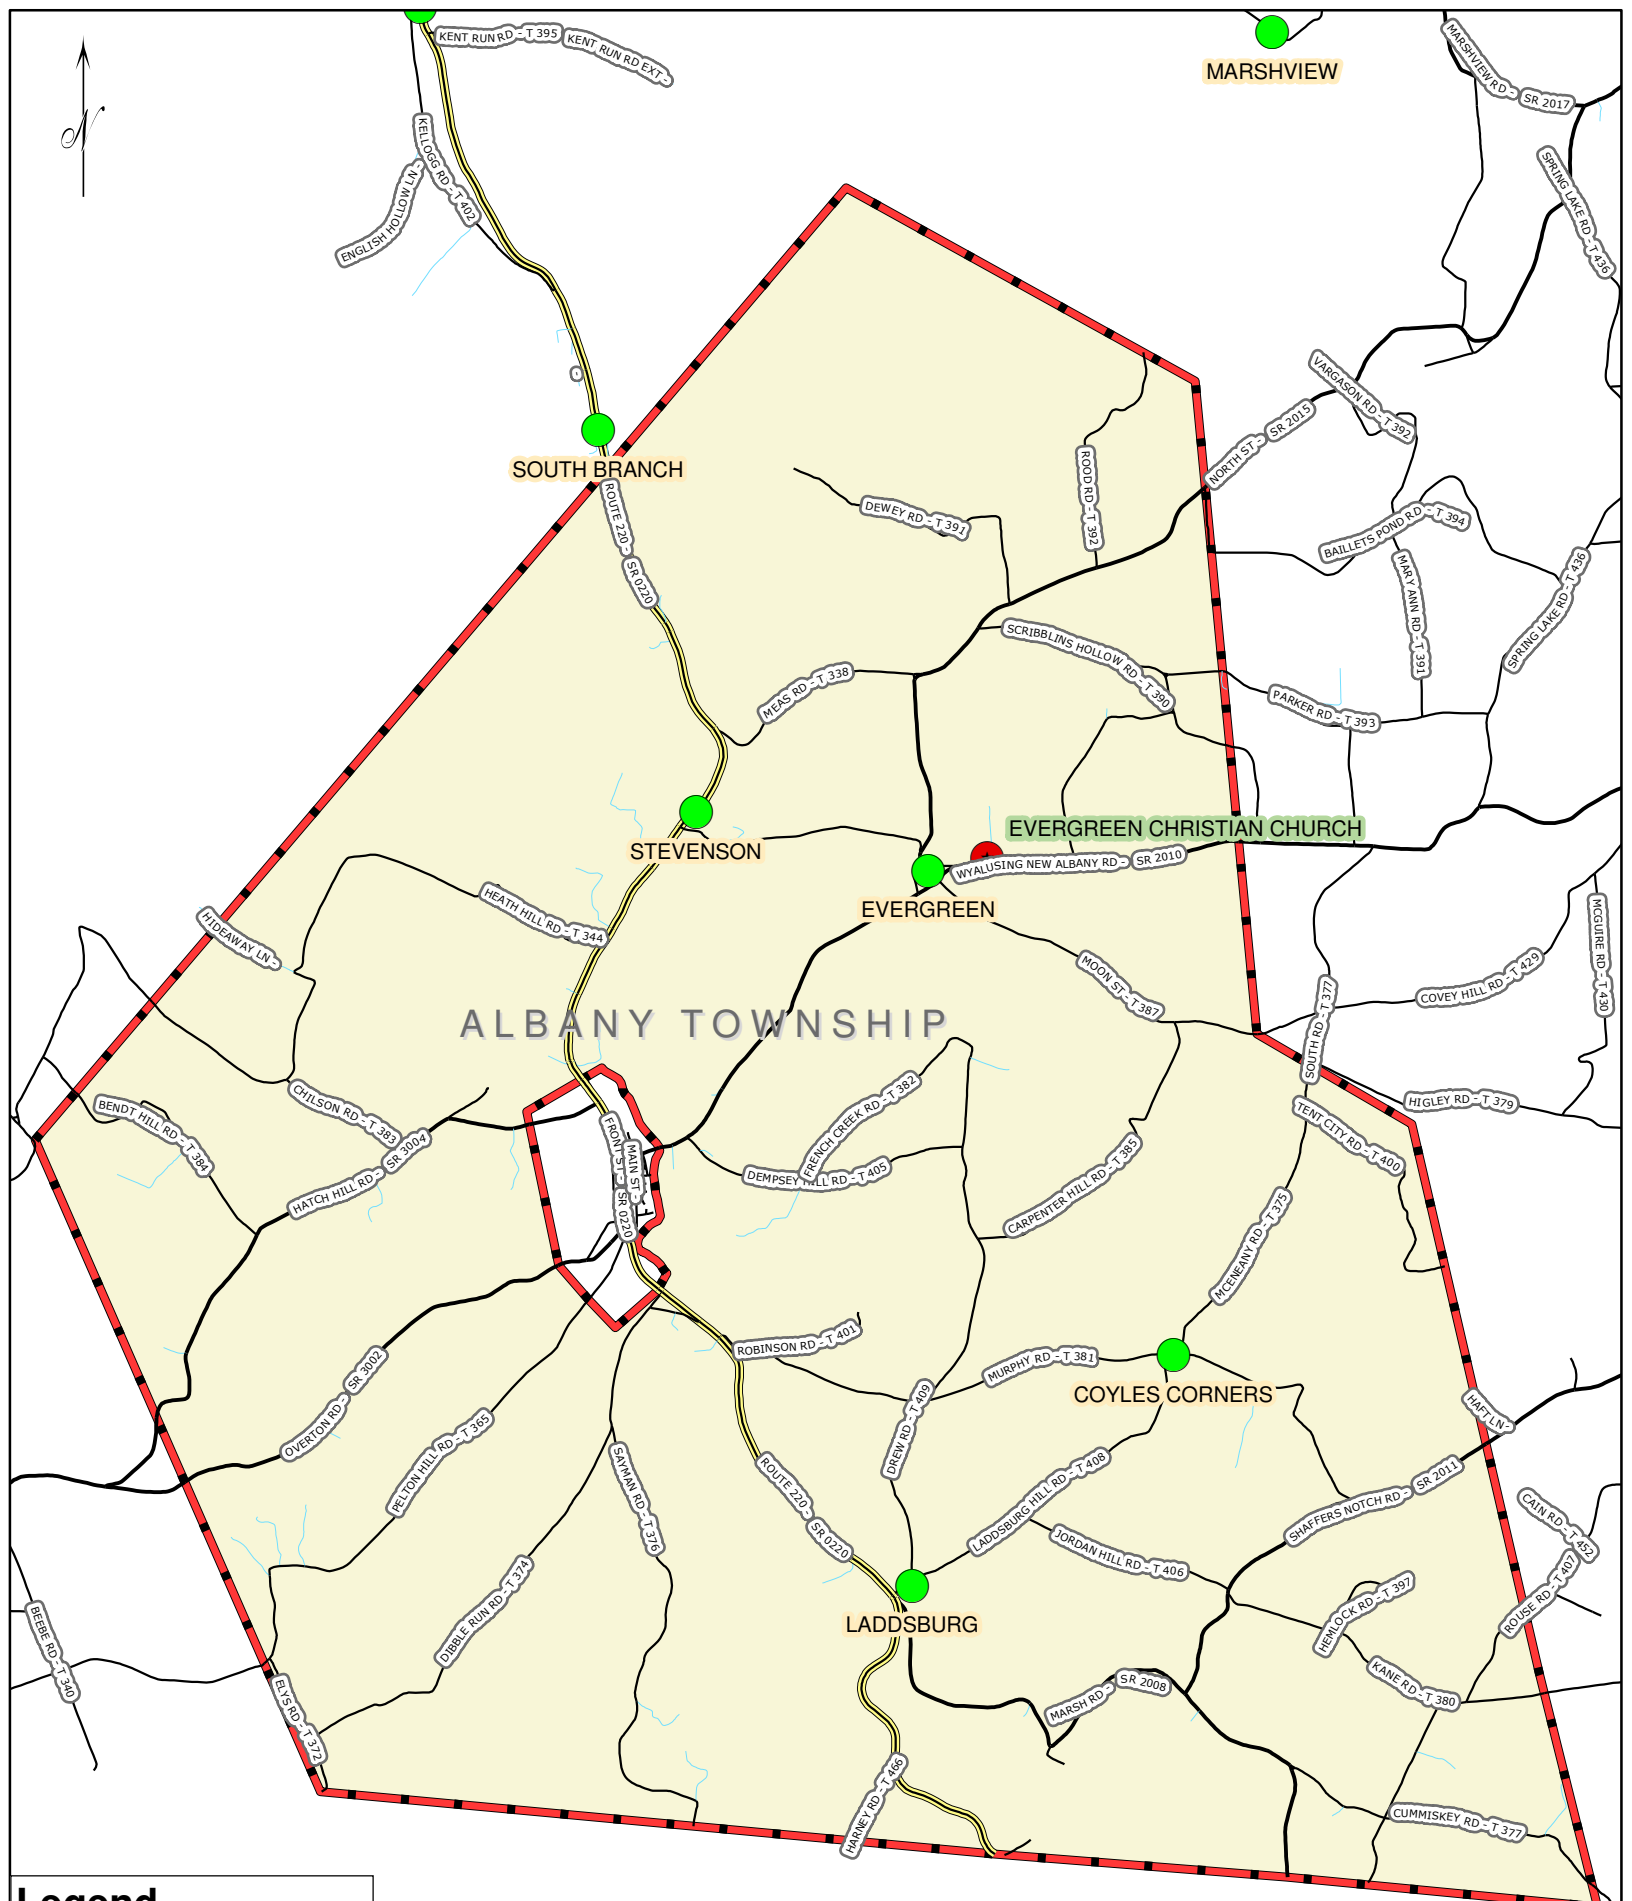 KENT RUN RD - T 395
KENT RUN RD EXT -
MARSHVIEW
MARSHVIEW RD - SR 2017
KELLOGG RD - T 402
ENGLISH HOLLOW LN -
SPRING LAKE RD - T 436
-
SOUTH BRANCH
ROUTE 220 - SR 0220
VARGASON RD - T 392
NORTH ST - SR 2015
ROOD RD - T 392
DEWEY RD - T 391
BAILLETS POND RD - T 394
MARY ANN RD - T 391
SPRING LAKE RD - T 436
SCRIBBLINS HOLLOW RD - T 390
MEAS RD - T 338
PARKER RD - T 393
STEVENSON
EVERGREEN CHRISTIAN CHURCH
WYALUSING NEW ALBANY RD - SR 2010
EVERGREEN
HEATH HILL RD - T 344
HIDEAWAY LN -
MOON ST - T 387
COVEY HILL RD - T 429
MCGUIRE RD - T 430
SOUTH RD - T 377
ALBANY TOWNSHIP
BENDT HILL RD - T 384
CHILSON RD - T 383
HATCH HILL RD - SR 3004
FRONT ST - SR 0220
MAIN ST -
FRENCH CREEK RD - T 382
DEMPSEY HILL RD - T 405
CARPENTER HILL RD - T 385
HIGLEY RD - T 379
TENT CITY RD - T 400
MCENEANY RD - T 375
ROBINSON RD - T 401
MURPHY RD - T 381
COYLES CORNERS
OVERTON RD - SR 3002
PELTON HILL RD - T 365
SAYMAN RD - T 376
DREW RD - T 409
HAFT LN -
ROUTE 220 - SR 0220
LADDSBURG HILL RD - T 408
SHAFFERS NOTCH RD - SR 2011
CAIN RD - T 452
JORDAN HILL RD - T 406
ROUSE RD - T 407
HEMLOCK RD - T 397
DIBBLE RUN RD - T 374
LADDSBURG
BEEBE RD - T 340
ELYS RD - T 372
MARSH RD - SR 2008
KANE RD - T 380
HARNEY RD - T 466
CUMMISKEY RD - T 377
Legend